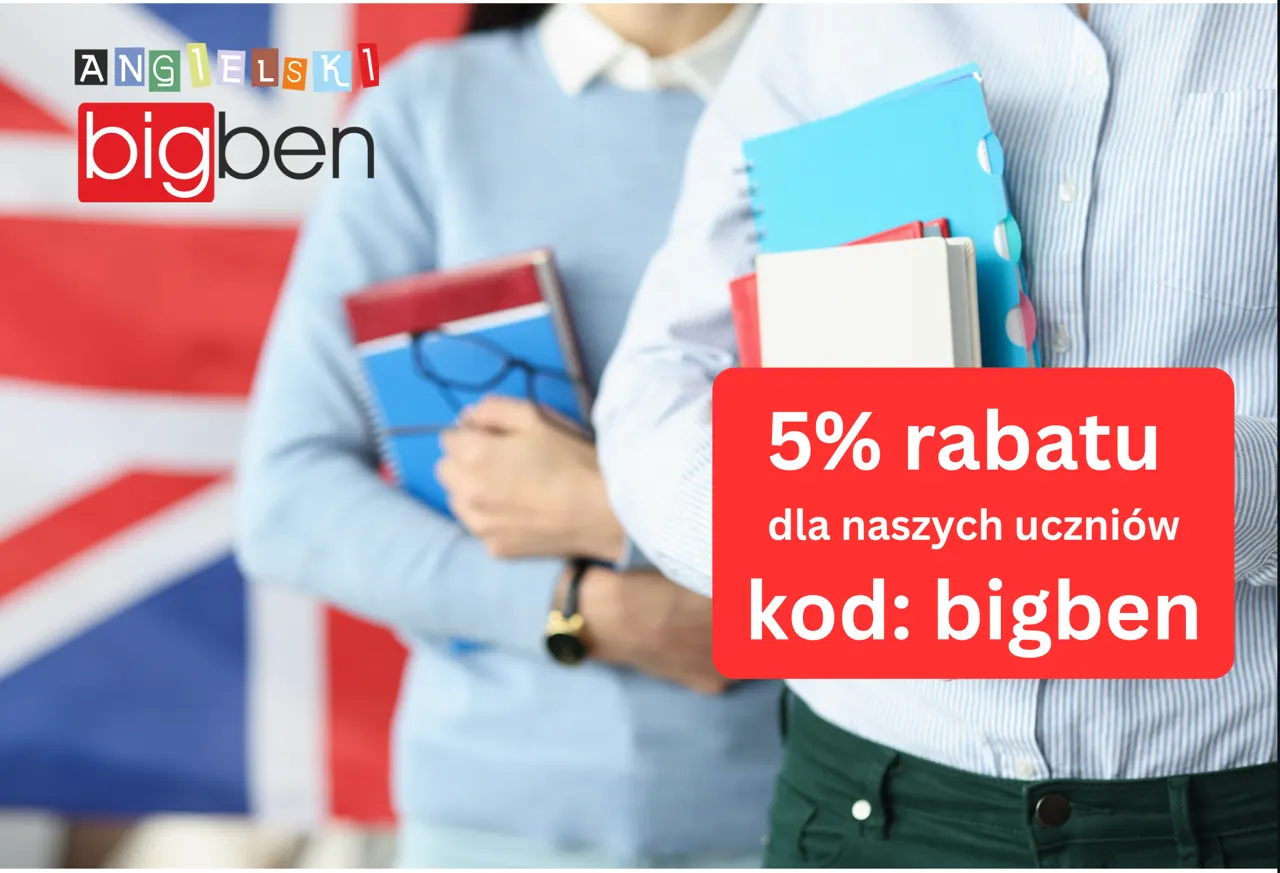 ANGIELSKI
bigben
5% rabatu
dla naszych uczniów
kod: bigben